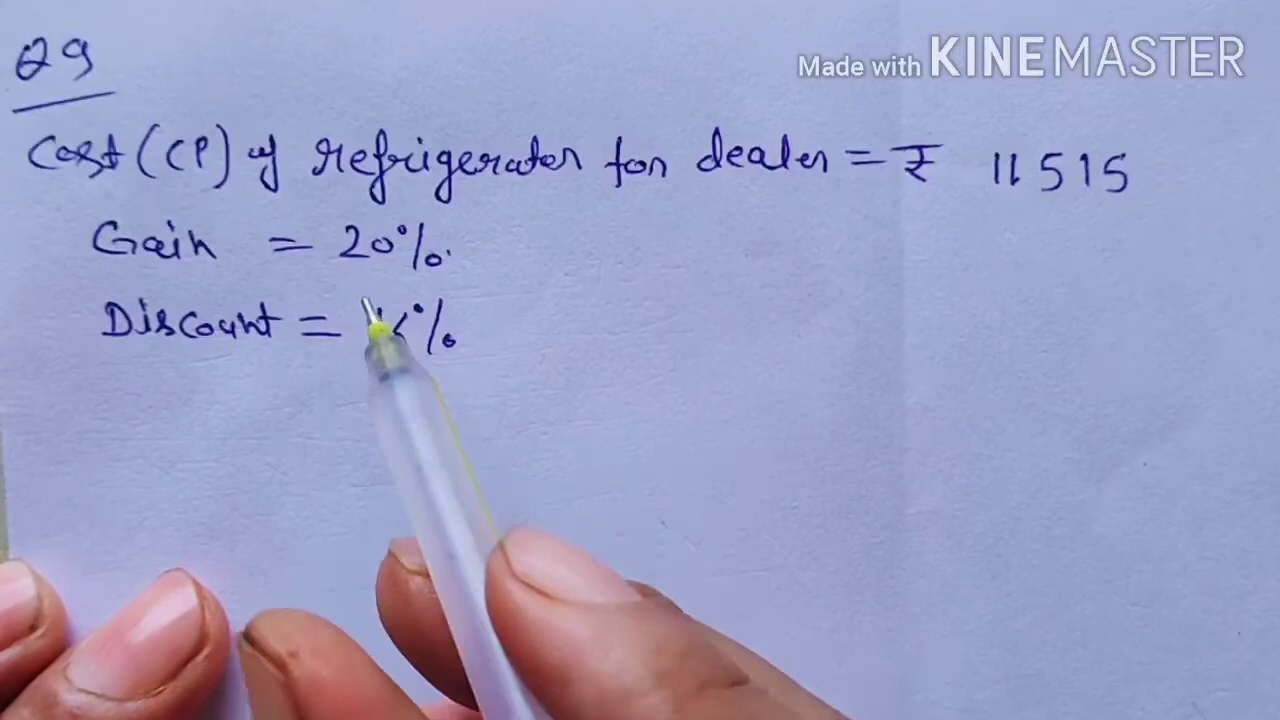 Q9
Made with KINEMASTER
Cost (CP) of refrigerator for dealer = ₹ 11515
Gain = 20%.
Discount = %